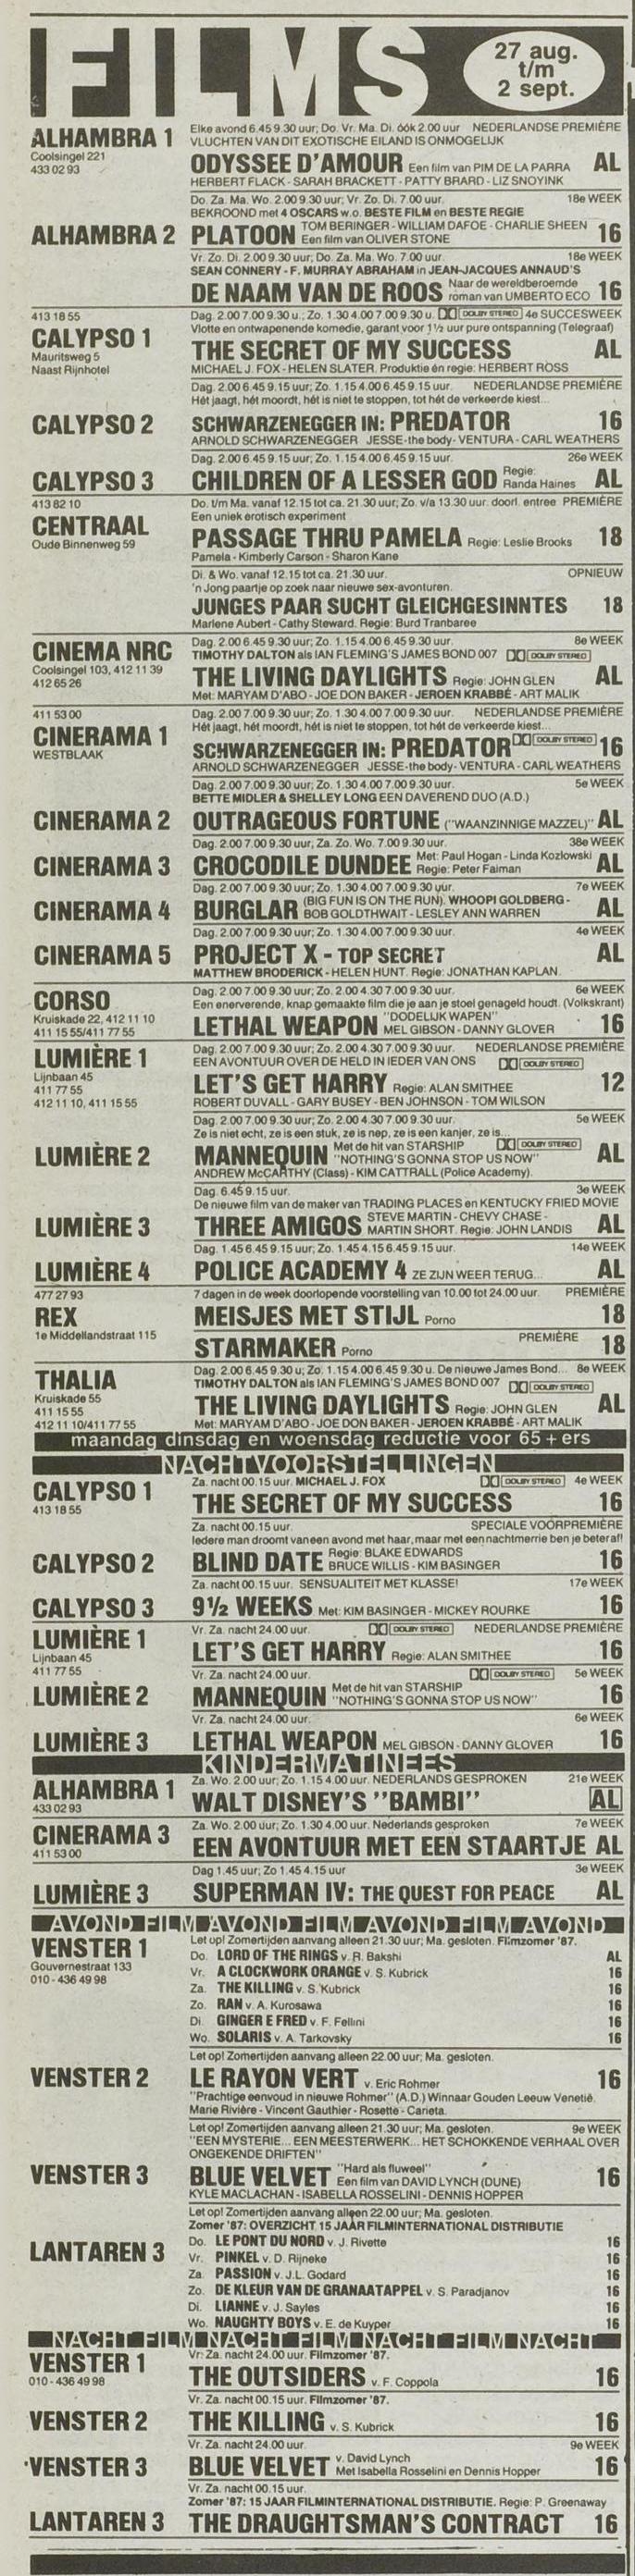 FILMS
27 aug.
t/m
2 sept.
ALHAMBRA 1
Coolsingel 221
433 02 93
Elke avond 6.45 9.30 uur; Do. Vr. Ma. Di. óók 2.00 uur NEDERLANDSE PREMIÈRE
VLUCHTEN VAN DIT EXOTISCHE EILAND IS ONMOGELIJK
ODYSSEE D'AMOUR Een film van PIM DE LA PARRA AL
HERBERT FLACK - SARAH BRACKETT - PATTY BRARD - LIZ SNOYINK
Do. Za. Ma. Wo. 2.00 9.30 uur; Vr. Zo. Di. 7.00 uur. 18e WEEK
BEKROOND met 4 OSCARS w.o. BESTE FILM en BESTE REGIE
ALHAMBRA 2 PLATOON TOM BERINGER - WILLIAM DAFOE - CHARLIE SHEEN
Een film van OLIVER STONE 16
Vr. Zo. Di. 2.00 9.30 uur; Do. Za. Ma. Wo. 7.00 uur. 18e WEEK
SEAN CONNERY - F. MURRAY ABRAHAM in JEAN-JACQUES ANNAUD'S
DE NAAM VAN DE ROOS Naar de wereldberoemde
roman van UMBERTO ECO 16
413 18 55
CALYPSO 1
Mauritsweg 5
Naast Rijnhotel
Dag. 2.00 7.00 9.30 u.; Zo. 1.30 4.00 7.00 9.30 u. DOLBY STEREO 4e SUCCESWEEK
Vlotte en ontwapenende komedie, garant voor 1½ uur pure ontspanning (Telegraaf)
THE SECRET OF MY SUCCESS AL
MICHAEL J. FOX - HELEN SLATER. Produktie én regie: HERBERT ROSS
Dag. 2.00 6.45 9.15 uur; Zo. 1.15 4.00 6.45 9.15 uur. NEDERLANDSE PREMIÈRE
Hét jaagt, hét moordt, hét is niet te stoppen, tot hét de verkeerde kiest...
CALYPSO 2 SCHWARZENEGGER IN: PREDATOR 16
ARNOLD SCHWARZENEGGER JESSE-the body- VENTURA - CARL WEATHERS
Dag. 2.00 6.45 9.15 uur; Zo. 1.15 4.00 6.45 9.15 uur. 26e WEEK
CALYPSO 3 CHILDREN OF A LESSER GOD Regie:
Randa Haines AL
413 82 10
CENTRAAL
Oude Binnenweg 59
Do. t/m Ma. vanaf 12.15 tot ca. 21.30 uur; Zo. v/a 13.30 uur. doorl. entree PREMIÈRE
Een uniek erotisch experiment
PASSAGE THRU PAMELA Regie: Leslie Brooks 18
Pamela - Kimberly Carson - Sharon Kane
Di. & Wo. vanaf 12.15 tot ca. 21.30 uur. OPNIEUW
'n Jong paartje op zoek naar nieuwe sex-avonturen.
JUNGES PAAR SUCHT GLEICHGESINNTES 18
Marlene Aubert - Cathy Steward. Regie: Burd Tranbaree
CINEMA NRC
Coolsingel 103, 412 11 39
412 65 26
Dag. 2.00 6.45 9.30 uur; Zo. 1.15 4.00 6.45 9.30 uur. 8e WEEK
TIMOTHY DALTON als IAN FLEMING'S JAMES BOND 007 DOLBY STEREO
THE LIVING DAYLIGHTS Regie: JOHN GLEN AL
Met: MARYAM D'ABO - JOE DON BAKER - JEROEN KRABBÉ - ART MALIK
411 53 00
CINERAMA 1
WESTBLAAK
Dag. 2.00 7.00 9.30 uur; Zo. 1.30 4.00 7.00 9.30 uur. NEDERLANDSE PREMIÈRE
Hét jaagt, hét moordt, hét is niet te stoppen, tot hét de verkeerde kiest...
SCHWARZENEGGER IN: PREDATOR DOLBY STEREO 16
ARNOLD SCHWARZENEGGER JESSE-the body- VENTURA - CARL WEATHERS
Dag. 2.00 7.00 9.30 uur; Zo. 1.30 4.00 7.00 9.30 uur. 5e WEEK
BETTE MIDLER & SHELLEY LONG EEN DAVEREND DUO (A.D.)
CINERAMA 2 OUTRAGEOUS FORTUNE ("WAANZINNIGE MAZZEL)" AL
Dag. 2.00 7.00 9.30 uur; Za. Zo. Wo. 7.00 9.30 uur. 38e WEEK
CINERAMA 3 CROCODILE DUNDEE Met: Paul Hogan - Linda Kozlowski
Regie: Peter Faiman AL
Dag. 2.00 7.00 9.30 uur; Zo. 1.30 4.00 7.00 9.30 uur. 7e WEEK
CINERAMA 4 BURGLAR (BIG FUN IS ON THE RUN). WHOOPI GOLDBERG -
BOB GOLDTHWAIT - LESLEY ANN WARREN AL
Dag. 2.00 7.00 9.30 uur; Zo. 1.30 4.00 7.00 9.30 uur. 4e WEEK
CINERAMA 5 PROJECT X - TOP SECRET AL
MATTHEW BRODERICK - HELEN HUNT. Regie: JONATHAN KAPLAN.
CORSO
Kruiskade 22, 412 11 10
411 15 55/411 77 55
Dag. 2.00 7.00 9.30 uur; Zo. 2.00 4.30 7.00 9.30 uur. 6e WEEK
Een enerverende, knap gemaakte film die je aan je stoel genageld houdt. (Volkskrant)
LETHAL WEAPON "DODELIJK WAPEN"
MEL GIBSON - DANNY GLOVER 16
LUMIÈRE 1
Lijnbaan 45
411 77 55
412 11 10, 411 15 55
Dag. 2.00 7.00 9.30 uur; Zo. 2.00 4.30 7.00 9.30 uur. NEDERLANDSE PREMIÈRE
EEN AVONTUUR OVER DE HELD IN IEDER VAN ONS DOLBY STEREO
LET'S GET HARRY Regie: ALAN SMITHEE 12
ROBERT DUVALL - GARY BUSEY - BEN JOHNSON - TOM WILSON
Dag. 2.00 7.00 9.30 uur; Zo. 2.00 4.30 7.00 9.30 uur. 5e WEEK
Ze is niet echt, ze is een stuk, ze is nep, ze is een kanjer, ze is...
LUMIÈRE 2 MANNEQUIN Met de hit van STARSHIP DOLBY STEREO
"NOTHING'S GONNA STOP US NOW" AL
ANDREW McCARTHY (Class) - KIM CATTRALL (Police Academy).
Dag. 6.45 9.15 uur. 3e WEEK
De nieuwe film van de maker van TRADING PLACES en KENTUCKY FRIED MOVIE
LUMIÈRE 3 THREE AMIGOS STEVE MARTIN - CHEVY CHASE -
MARTIN SHORT. Regie: JOHN LANDIS AL
Dag. 1.45 6.45 9.15 uur; Zo. 1.45 4.15 6.45 9.15 uur. 14e WEEK
LUMIÈRE 4 POLICE ACADEMY 4 ZE ZIJN WEER TERUG... AL
477 27 93
REX
1e Middellandstraat 115
7 dagen in de week doorlopende voorstelling van 10.00 tot 24.00 uur. PREMIÈRE
MEISJES MET STIJL Porno 18
PREMIÈRE
STARMAKER Porno 18
THALIA
Kruiskade 55
411 15 55
412 11 10/411 77 55
Dag. 2.00 6.45 9.30 u; Zo. 1.15 4.00 6.45 9.30 u. De nieuwe James Bond... 8e WEEK
TIMOTHY DALTON als IAN FLEMING'S JAMES BOND 007 DOLBY STEREO
THE LIVING DAYLIGHTS Regie: JOHN GLEN AL
Met: MARYAM D'ABO - JOE DON BAKER - JEROEN KRABBÉ - ART MALIK
maandag dinsdag en woensdag reductie voor 65 + ers
NACHTVOORSTELLINGEN
CALYPSO 1
413 18 55
Za. nacht 00.15 uur. MICHAEL J. FOX DOLBY STEREO 4e WEEK
THE SECRET OF MY SUCCESS 16
Za. nacht 00.15 uur. SPECIALE VOORPREMIÈRE
Iedere man droomt van een avond met haar, maar met een nachtmerrie ben je beter af!
CALYPSO 2 BLIND DATE Regie: BLAKE EDWARDS
BRUCE WILLIS - KIM BASINGER 16
Za. nacht 00.15 uur. SENSUALITEIT MET KLASSE! 17e WEEK
CALYPSO 3 9½ WEEKS Met: KIM BASINGER - MICKEY ROURKE 16
LUMIÈRE 1
Lijnbaan 45
411 77 55
Vr. Za. nacht 24.00 uur. DOLBY STEREO NEDERLANDSE PREMIÈRE
LET'S GET HARRY Regie: ALAN SMITHEE 16
Vr. Za. nacht 24.00 uur. DOLBY STEREO 5e WEEK
LUMIÈRE 2 MANNEQUIN Met de hit van STARSHIP
"NOTHING'S GONNA STOP US NOW" 16
Vr. Za. nacht 24.00 uur. 6e WEEK
LUMIÈRE 3 LETHAL WEAPON MEL GIBSON - DANNY GLOVER 16
KINDERMATINEES
ALHAMBRA 1
433 02 93
Za. Wo. 2.00 uur; Zo. 1.15 4.00 uur. NEDERLANDS GESPROKEN 21e WEEK
WALT DISNEY'S "BAMBI" AL
CINERAMA 3
411 53 00
Za. Wo. 2.00 uur; Zo. 1.30 4.00 uur. Nederlands gesproken 7e WEEK
EEN AVONTUUR MET EEN STAARTJE AL
Dag 1.45 uur; Zo 1.45 4.15 uur 3e WEEK
LUMIÈRE 3 SUPERMAN IV: THE QUEST FOR PEACE AL
AVOND FILM AVOND FILM AVOND FILM AVOND
VENSTER 1
Gouvernestraat 133
010 - 436 49 98
Let op! Zomertijden aanvang alleen 21.30 uur; Ma. gesloten. Filmzomer '87.
Do. LORD OF THE RINGS v. R. Bakshi AL
Vr. A CLOCKWORK ORANGE v. S. Kubrick 16
Za. THE KILLING v. S. Kubrick 16
Zo. RAN v. A. Kurosawa 16
Di. GINGER E FRED v. F. Fellini 16
Wo. SOLARIS v. A. Tarkovsky 16
Let op! Zomertijden aanvang alleen 22.00 uur; Ma. gesloten.
VENSTER 2 LE RAYON VERT v. Eric Rohmer 16
"Prachtige eenvoud in nieuwe Rohmer" (A.D.) Winnaar Gouden Leeuw Venetië.
Marie Rivière - Vincent Gauthier - Rosette - Carieta.
Let op! Zomertijden aanvang alleen 21.30 uur; Ma. gesloten. 9e WEEK
"EEN MYSTERIE... EEN MEESTERWERK... HET SCHOKKENDE VERHAAL OVER
ONGEKENDE DRIFTEN"
VENSTER 3 BLUE VELVET "Hard als fluweel"
Een film van DAVID LYNCH (DUNE) 16
KYLE MACLACHAN - ISABELLA ROSSELINI - DENNIS HOPPER
Let op! Zomertijden aanvang alleen 22.00 uur; Ma. gesloten.
Zomer '87: OVERZICHT 15 JAAR FILMINTERNATIONAL DISTRIBUTIE
LANTAREN 3
Do. LE PONT DU NORD v. J. Rivette 16
Vr. PINKEL v. D. Rijneke 16
Za. PASSION v. J.L. Godard 16
Zo. DE KLEUR VAN DE GRANAATAPPEL v. S. Paradjanov 16
Di. LIANNE v. J. Sayles 16
Wo. NAUGHTY BOYS v. E. de Kuyper 16
NACHT FILM NACHT FILM NACHT FILM NACHT
VENSTER 1
010 - 436 49 98
Vr. Za. nacht 24.00 uur. Filmzomer '87.
THE OUTSIDERS v. F. Coppola 16
Vr. Za. nacht 00.15 uur. Filmzomer '87.
VENSTER 2 THE KILLING v. S. Kubrick 16
Vr. Za. nacht 24.00 uur. 9e WEEK
VENSTER 3 BLUE VELVET v. David Lynch
Met Isabella Rosselini en Dennis Hopper 16
Vr. Za. nacht 00.15 uur.
Zomer '87: 15 JAAR FILMINTERNATIONAL DISTRIBUTIE. Regie: P. Greenaway
LANTAREN 3 THE DRAUGHTSMAN'S CONTRACT 16